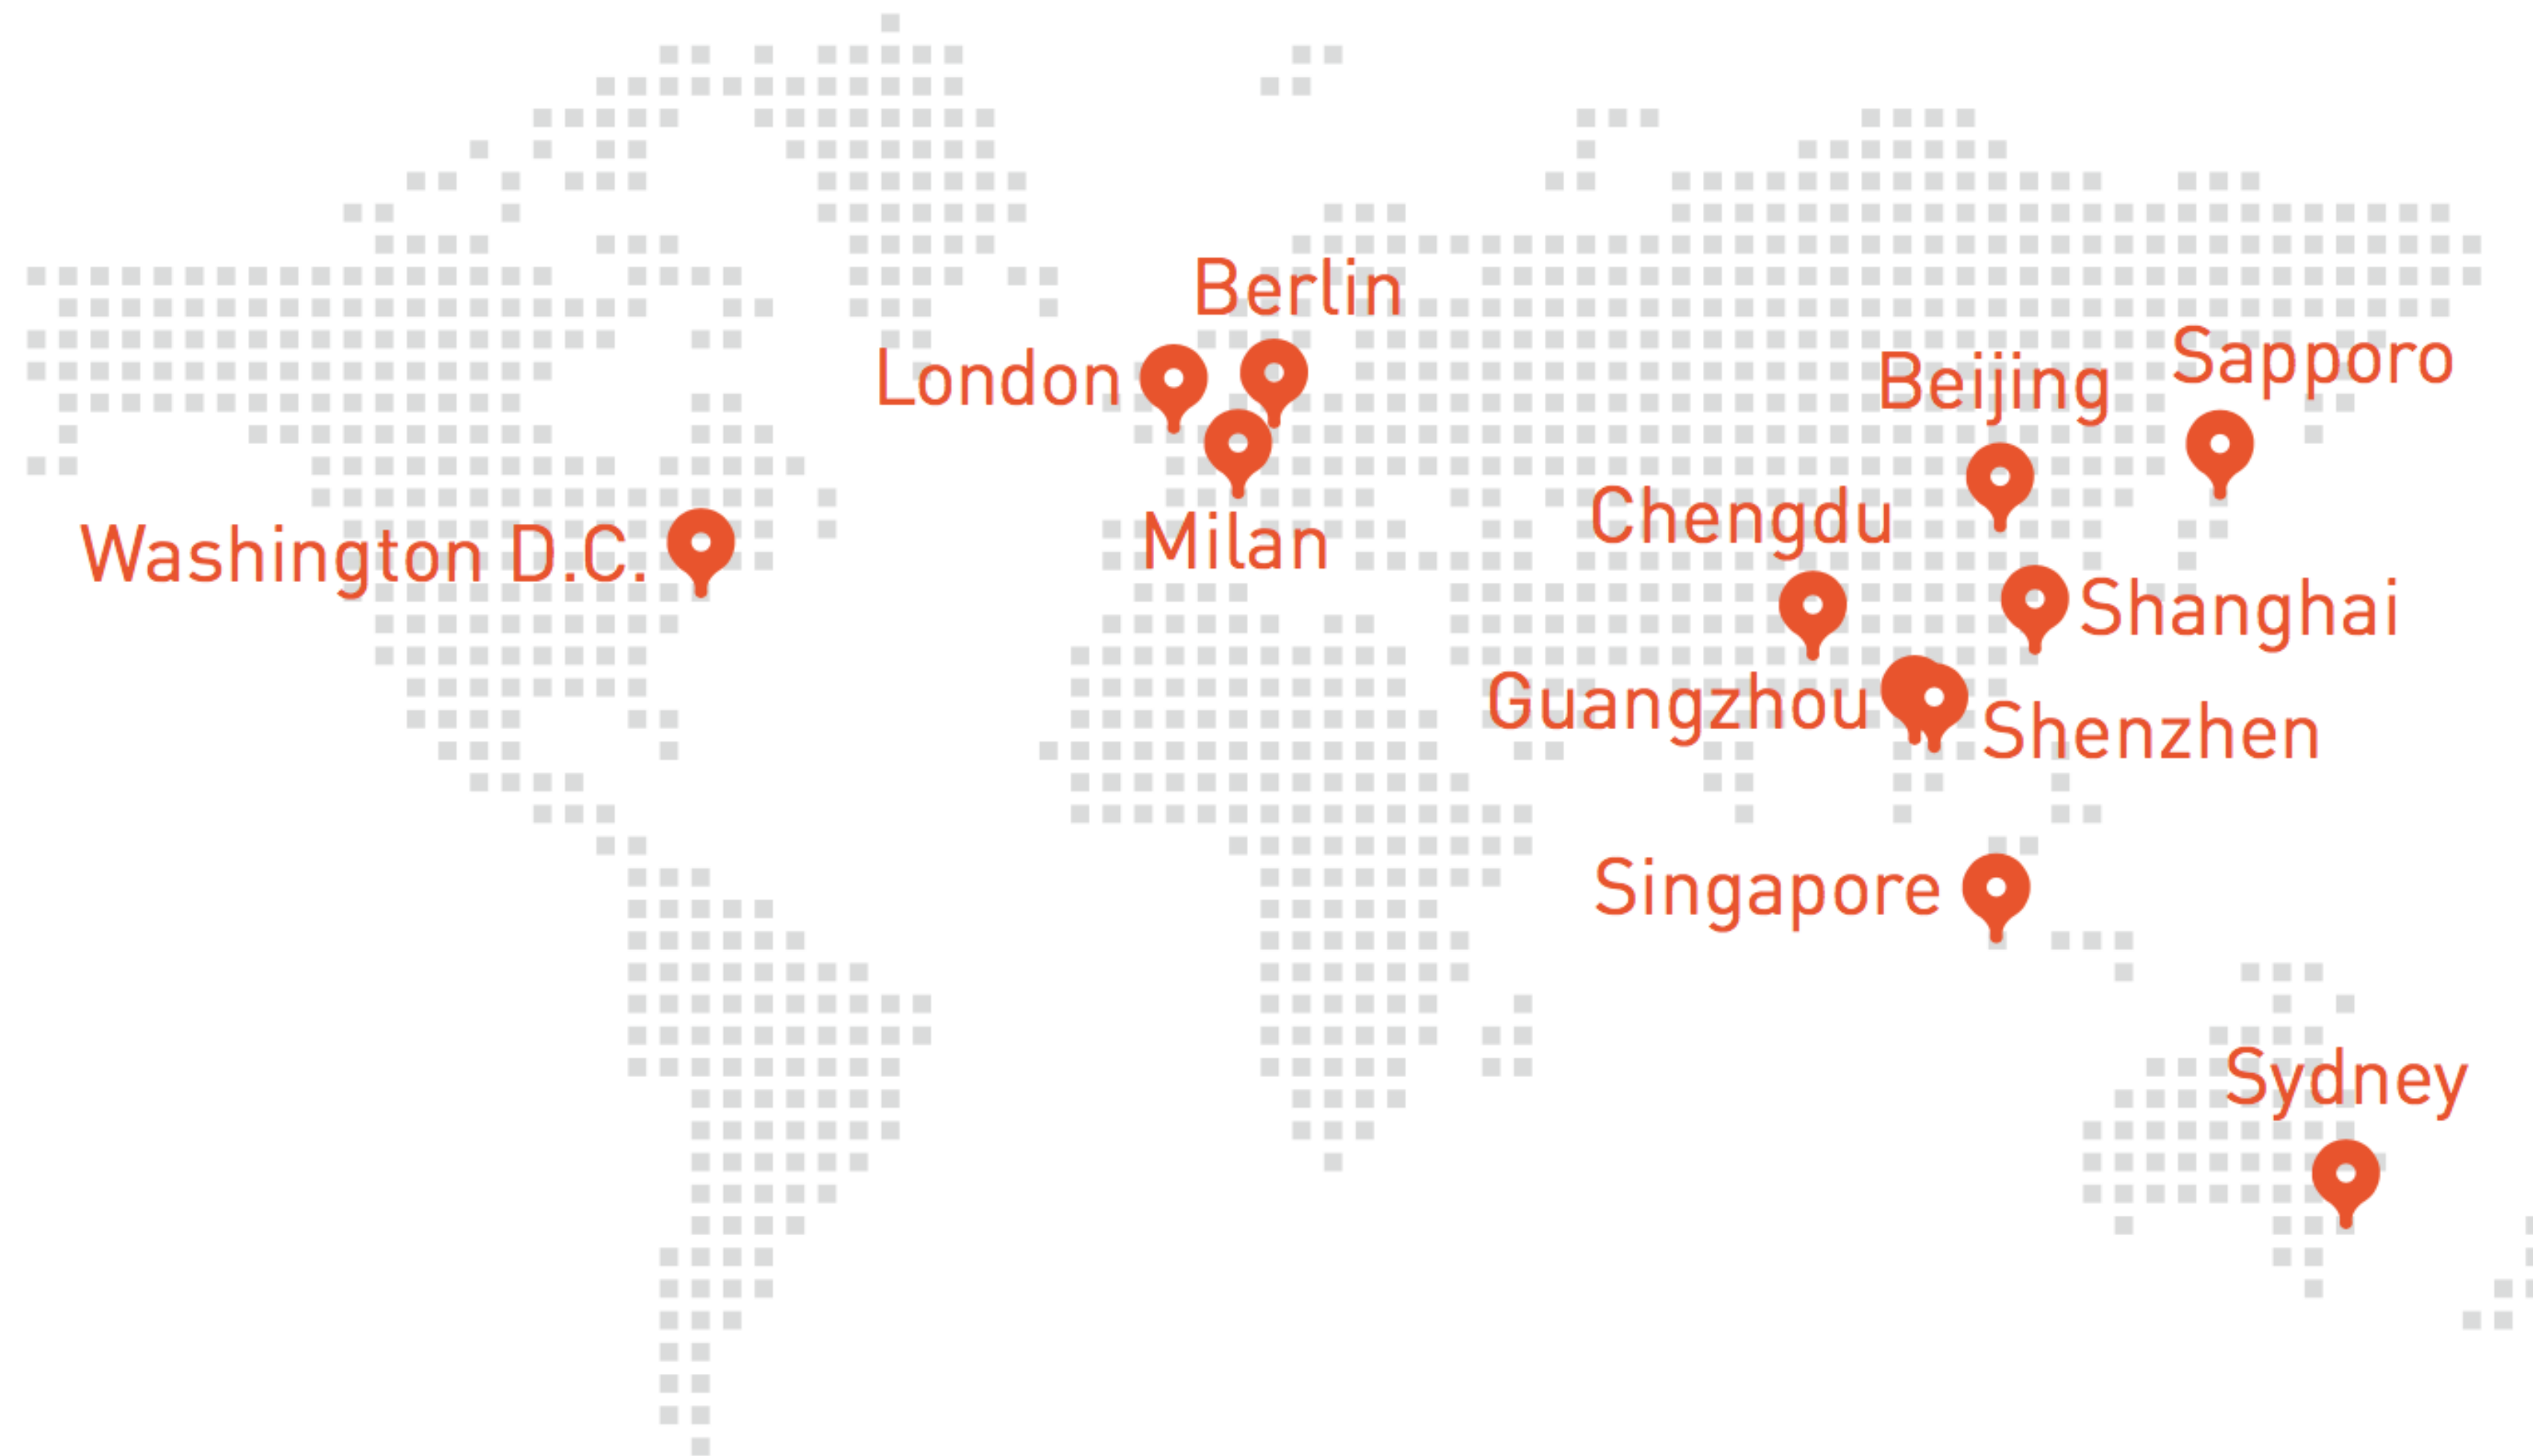 Berlin
London
Sapporo
Beijing
Chengdu
Milan
Washington D.C.
Shanghai
Guangzhou
Shenzhen
Singapore
Sydney